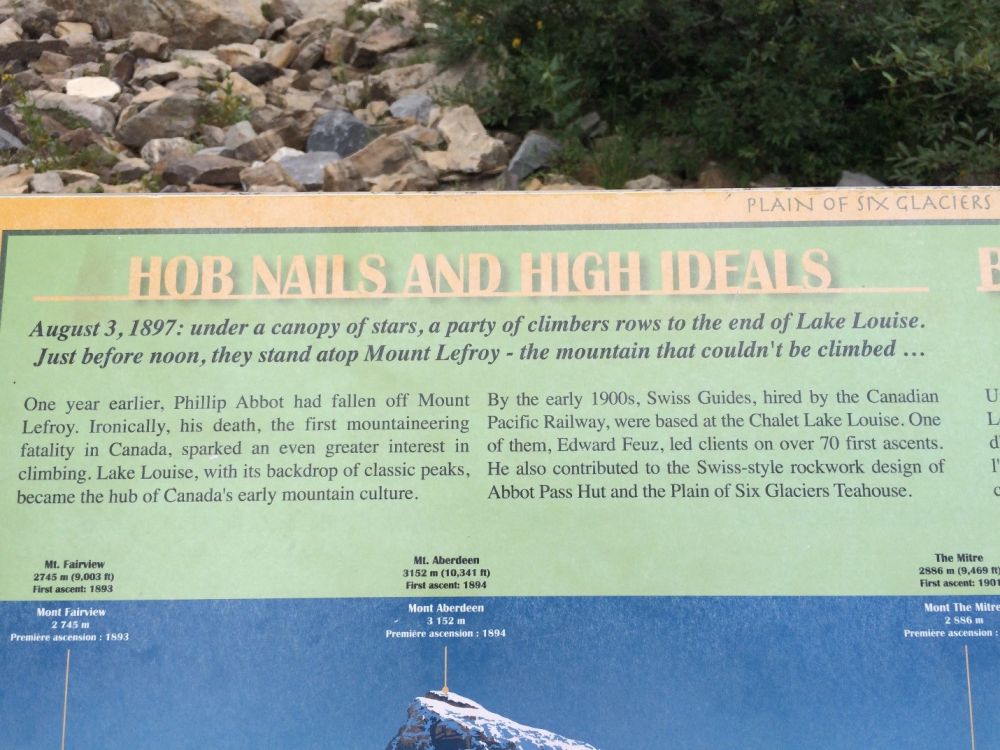 PLAIN OF SIX GLACIERS
HOB NAILS AND HIGH IDEALS
August 3, 1897: under a canopy of stars, a party of climbers rows to the end of Lake Louise.
Just before noon, they stand atop Mount Lefroy - the mountain that couldn't be climbed ...
One year earlier, Phillip Abbot had fallen off Mount
Lefroy. Ironically, his death, the first mountaineering
fatality in Canada, sparked an even greater interest in
climbing. Lake Louise, with its backdrop of classic peaks,
became the hub of Canada's early mountain culture.
By the early 1900s, Swiss Guides, hired by the Canadian
Pacific Railway, were based at the Chalet Lake Louise. One
of them, Edward Feuz, led clients on over 70 first ascents.
He also contributed to the Swiss-style rockwork design of
Abbot Pass Hut and the Plain of Six Glaciers Teahouse.
Mt. Fairview
2745 m (9,003 ft)
First ascent: 1893
Mont Fairview
2 745 m
Première ascension : 1893
Mt. Aberdeen
3152 m (10,341 ft)
First ascent: 1894
Mont Aberdeen
3 152 m
Première ascension : 1894
The Mitre
2886 m (9,469 ft)
First ascent: 1901
Mont The Mitre
2 886 m
Première ascension :